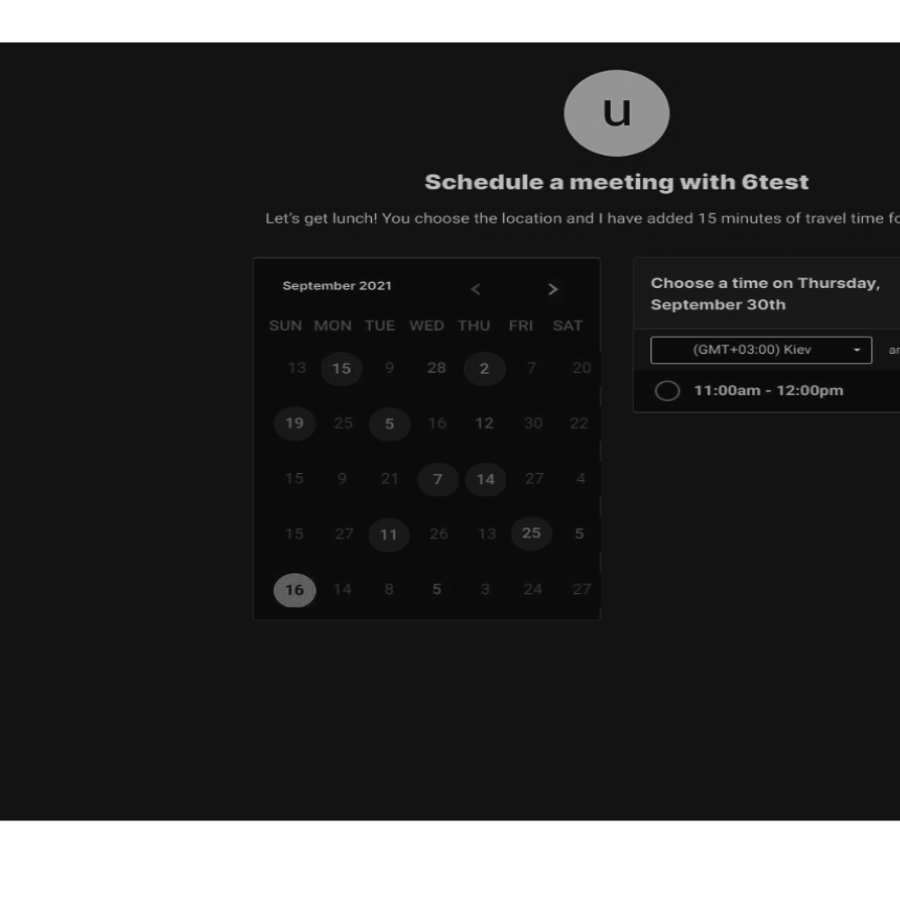 u
Schedule a meeting with 6test
Let's get lunch! You choose the location and I have added 15 minutes of travel time
September 2021 < >
SUN MON TUE WED THU FRI SAT
13 15 9 28 2 7 20
19 25 5 16 12 30 22
15 9 21 7 14 27 4
15 27 11 26 13 25 5
16 14 8 5 3 24 27
Choose a time on Thursday,
September 30th
(GMT+03:00) Kiev
11:00am - 12:00pm